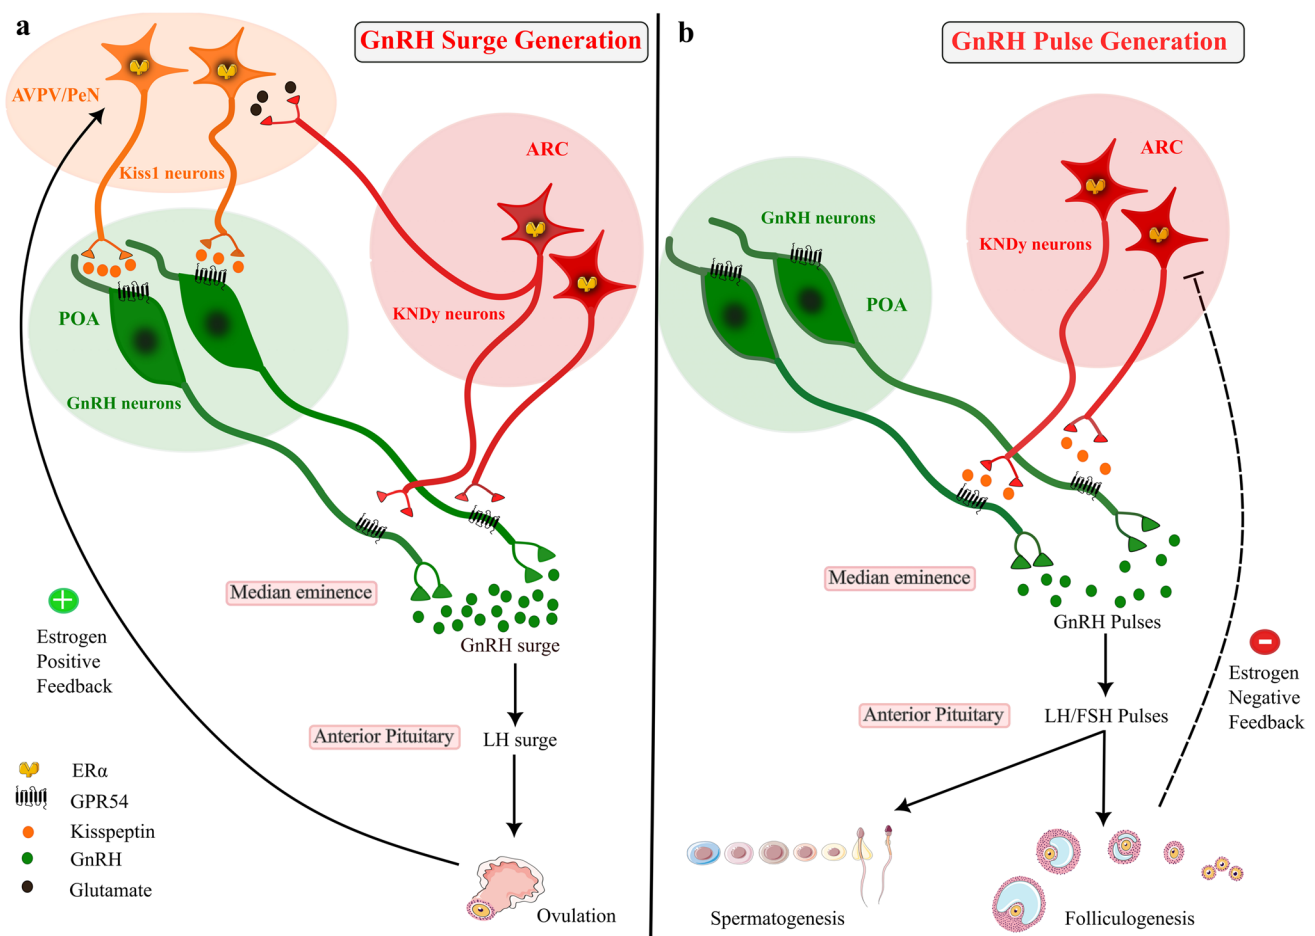 a
GnRH Surge Generation
AVPV/PeN
Kiss1 neurons
ARC
KNDy neurons
POA
GnRH neurons
Median eminence
GnRH surge
Estrogen
Positive
Feedback
Anterior Pituitary
LH surge
Ovulation
ERα
GPR54
Kisspeptin
GnRH
Glutamate
b
GnRH Pulse Generation
ARC
GnRH neurons
KNDy neurons
POA
Median eminence
GnRH Pulses
Estrogen
Negative
Feedback
Anterior Pituitary
LH/FSH Pulses
Spermatogenesis
Folliculogenesis